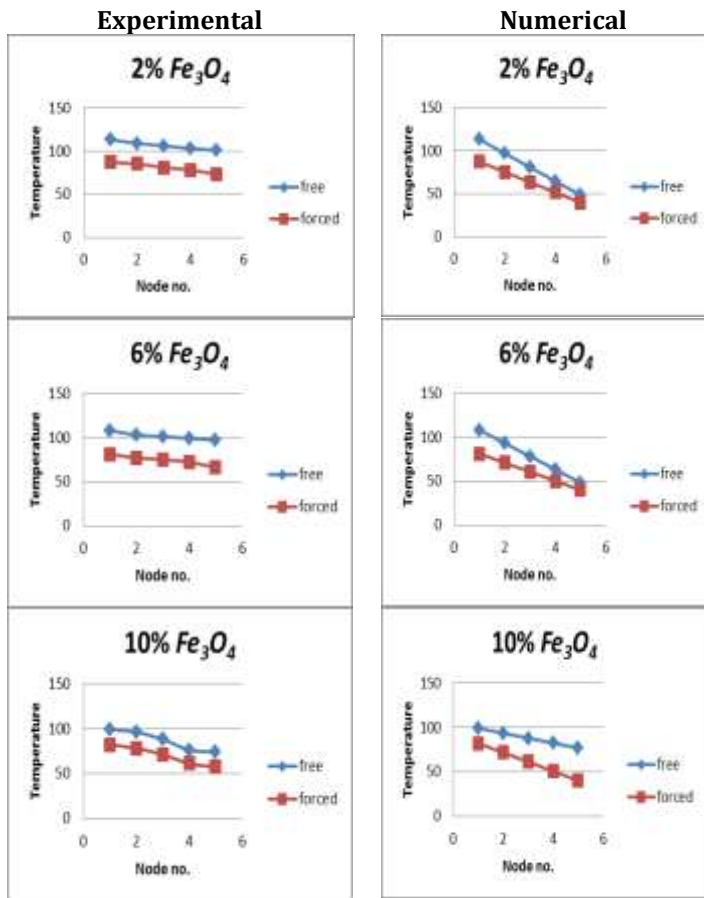 Experimental
Numerical
2% Fe₃O₄
150
100
50
0
0 2 4 6
Temperature
Node no.
free
forced
2% Fe₃O₄
150
100
50
0
0 2 4 6
Temperature
Node no.
free
forced
6% Fe₃O₄
150
100
50
0
0 2 4 6
Temperature
Node no.
free
forced
6% Fe₃O₄
150
100
50
0
0 2 4 6
Temperature
Node no.
free
forced
10% Fe₃O₄
150
100
50
0
0 2 4 6
Temperature
Node no.
free
forced
10% Fe₃O₄
150
100
50
0
0 2 4 6
Temperature
Node no.
free
forced